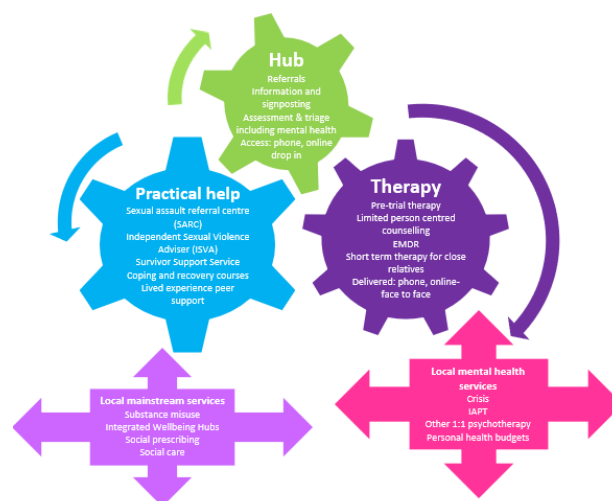 Hub
Referrals
Information and
signposting
Assessment & triage
including mental health
Access: phone, online
drop in
Practical help
Sexual assault referral centre
(SARC)
Independent Sexual Violence
Adviser (ISVA)
Survivor Support Service
Coping and recovery courses
Lived experience peer
support
Therapy
Pre-trial therapy
Limited person centred
counselling
EMDR
Short term therapy for close
relatives
Delivered: phone, online-
face to face
Local mainstream services
Substance misuse
Integrated Wellbeing Hubs
Social prescribing
Social care
Local mental health
services
Crisis
IAPT
Other 1:1 psychotherapy
Personal health budgets